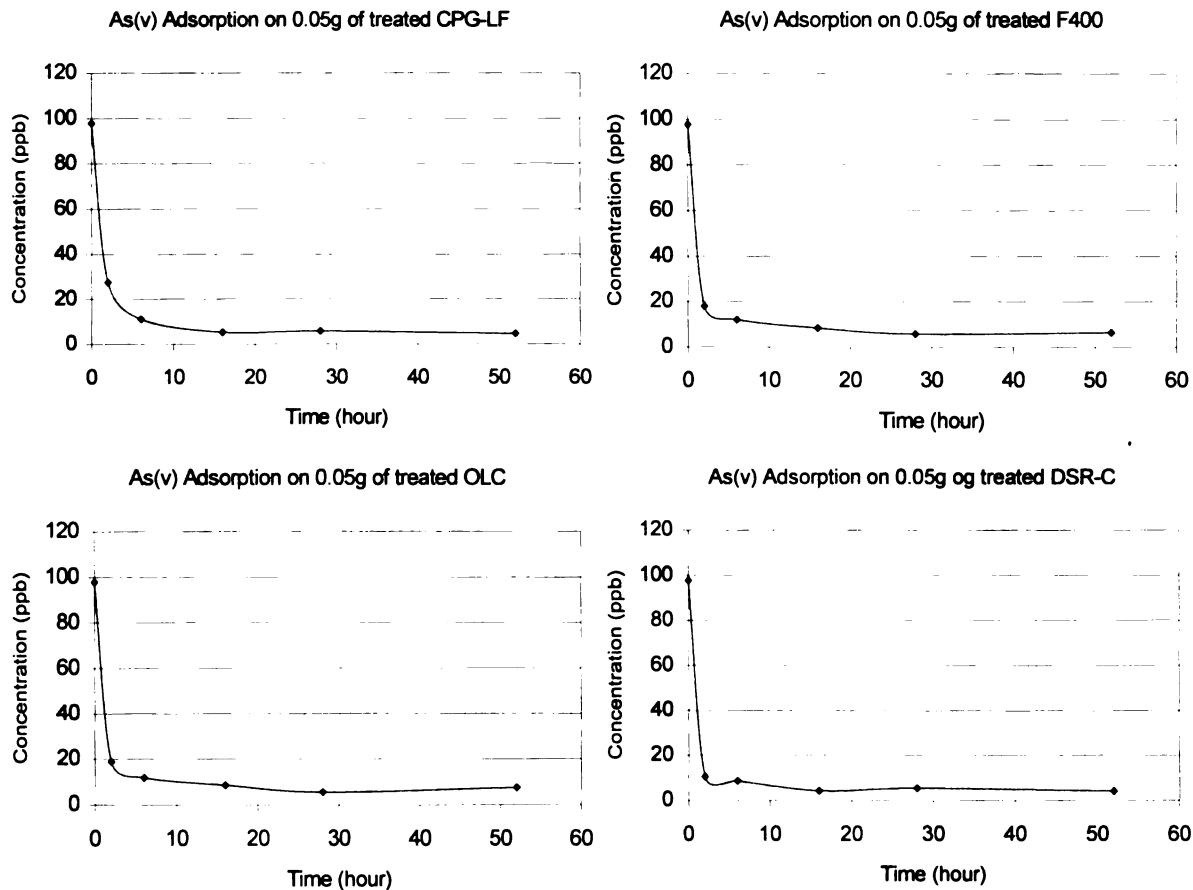 As(v) Adsorption on 0.05g of treated CPG-LF
120
100
80
60
40
20
0
Concentration (ppb)
0 10 20 30 40 50 60
Time (hour)
As(v) Adsorption on 0.05g of treated F400
120
100
80
60
40
20
0
Concentration (ppb)
0 10 20 30 40 50 60
Time (hour)
As(v) Adsorption on 0.05g of treated OLC
120
100
80
60
40
20
0
Concentration (ppb)
0 10 20 30 40 50 60
Time (hour)
As(v) Adsorption on 0.05g og treated DSR-C
120
100
80
60
40
20
0
Concentration (ppb)
0 10 20 30 40 50 60
Time (hour)